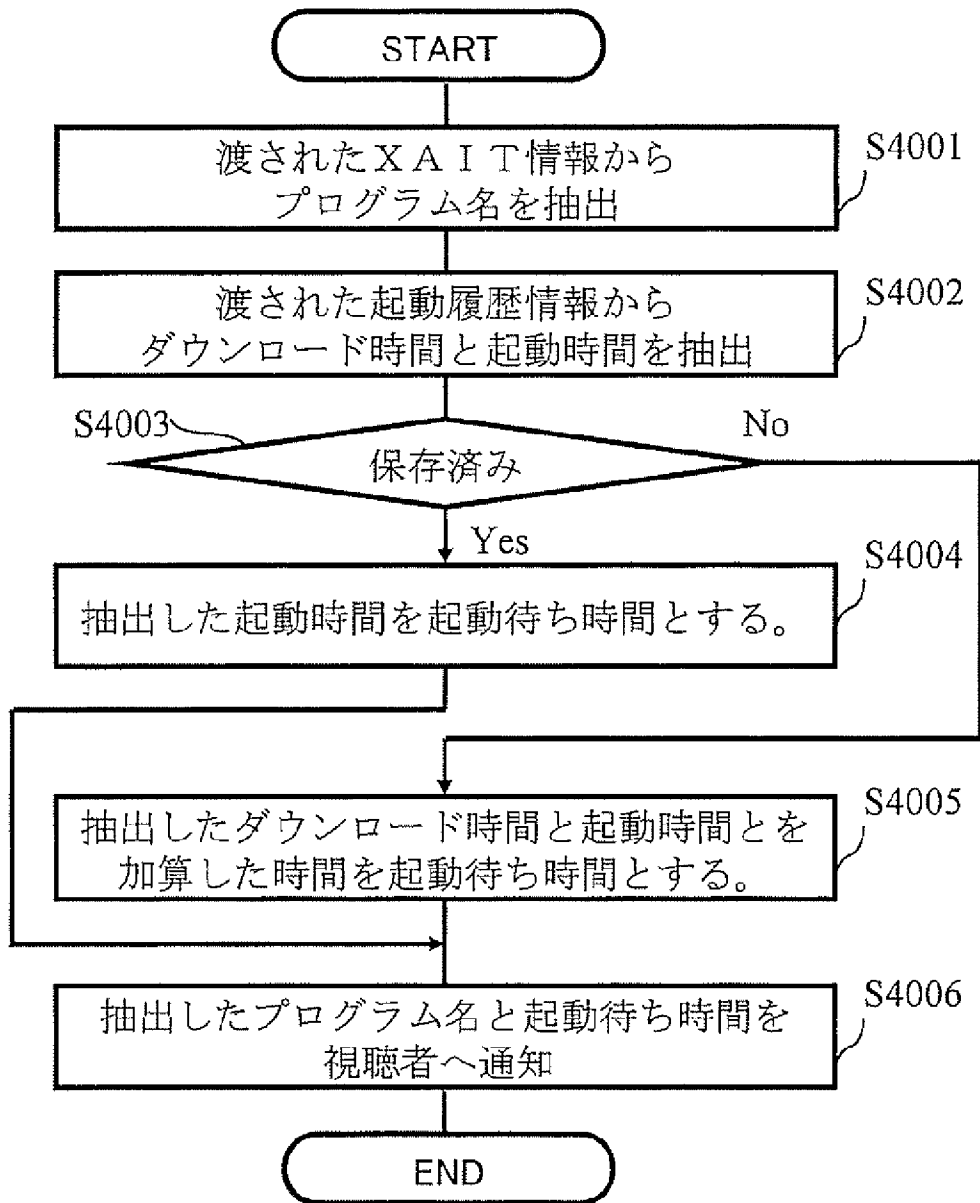 START
渡されたＸＡＩＴ情報から
プログラム名を抽出
S4001
渡された起動履歴情報から
ダウンロード時間と起動時間を抽出
S4002
S4003
保存済み
No
Yes
抽出した起動時間を起動待ち時間とする。
S4004
抽出したダウンロード時間と起動時間とを
加算した時間を起動待ち時間とする。
S4005
抽出したプログラム名と起動待ち時間を
視聴者へ通知
S4006
END